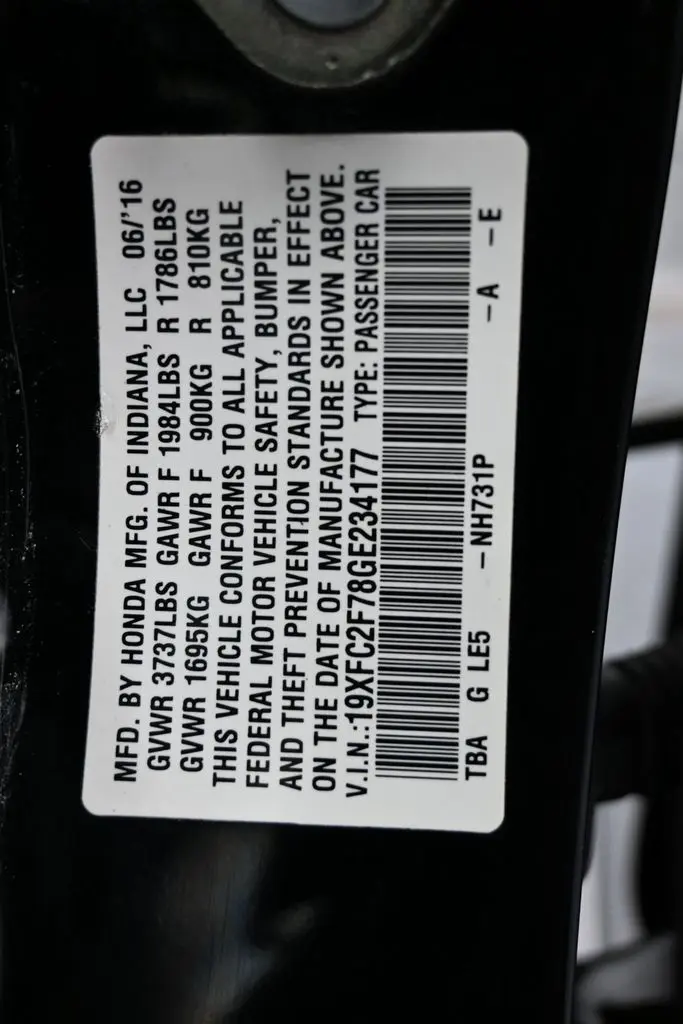 MFD. BY HONDA MFG. OF INDIANA, LLC 06/'16
GVWR 3737LBS GAWR F 1984LBS R 1786LBS
GVWR 1695KG GAWR F 900KG R 810KG
THIS VEHICLE CONFORMS TO ALL APPLICABLE
FEDERAL MOTOR VEHICLE SAFETY, BUMPER,
AND THEFT PREVENTION STANDARDS IN EFFECT
ON THE DATE OF MANUFACTURE SHOWN ABOVE.
V.I.N.:19XFC2F78GE234177 TYPE: PASSENGER CAR
TBA G LE5 -NH731P -A -E